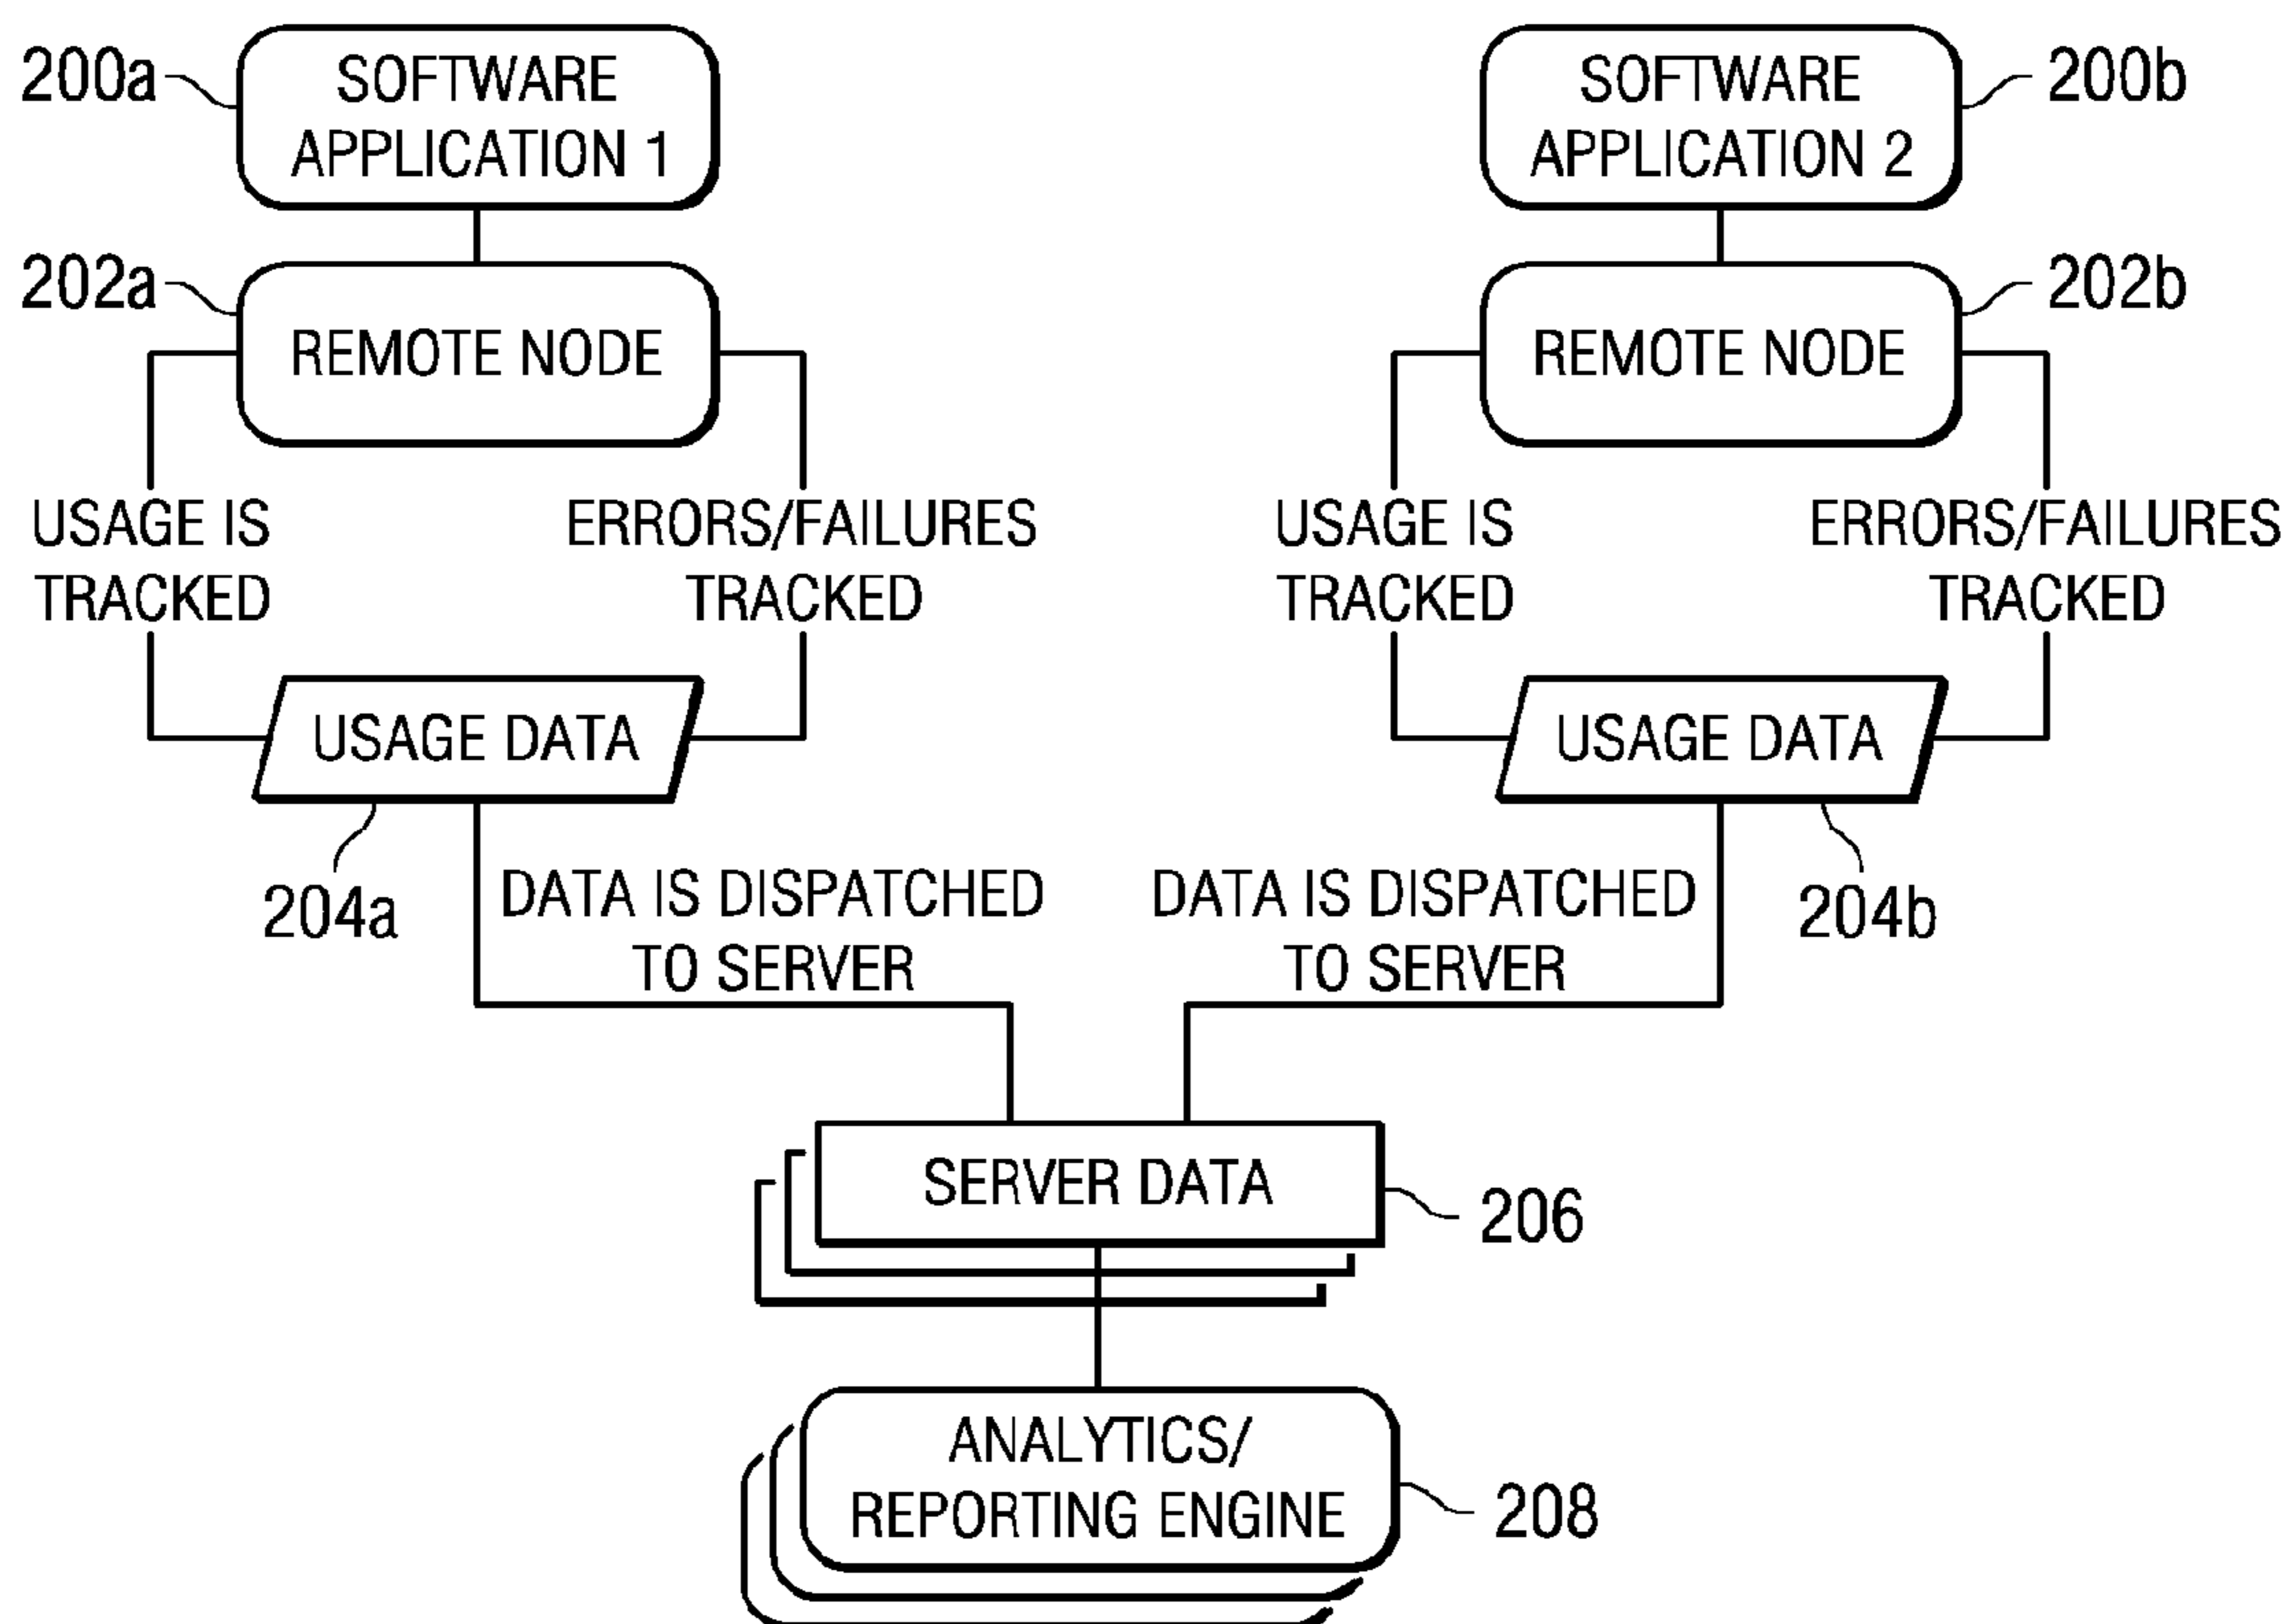 200a
SOFTWARE
APPLICATION 1
SOFTWARE
APPLICATION 2
200b
202a
REMOTE NODE
REMOTE NODE
202b
USAGE IS
TRACKED
ERRORS/FAILURES
TRACKED
USAGE IS
TRACKED
ERRORS/FAILURES
TRACKED
USAGE DATA
USAGE DATA
204a
DATA IS DISPATCHED
TO SERVER
DATA IS DISPATCHED
TO SERVER
204b
SERVER DATA
206
ANALYTICS/
REPORTING ENGINE
208